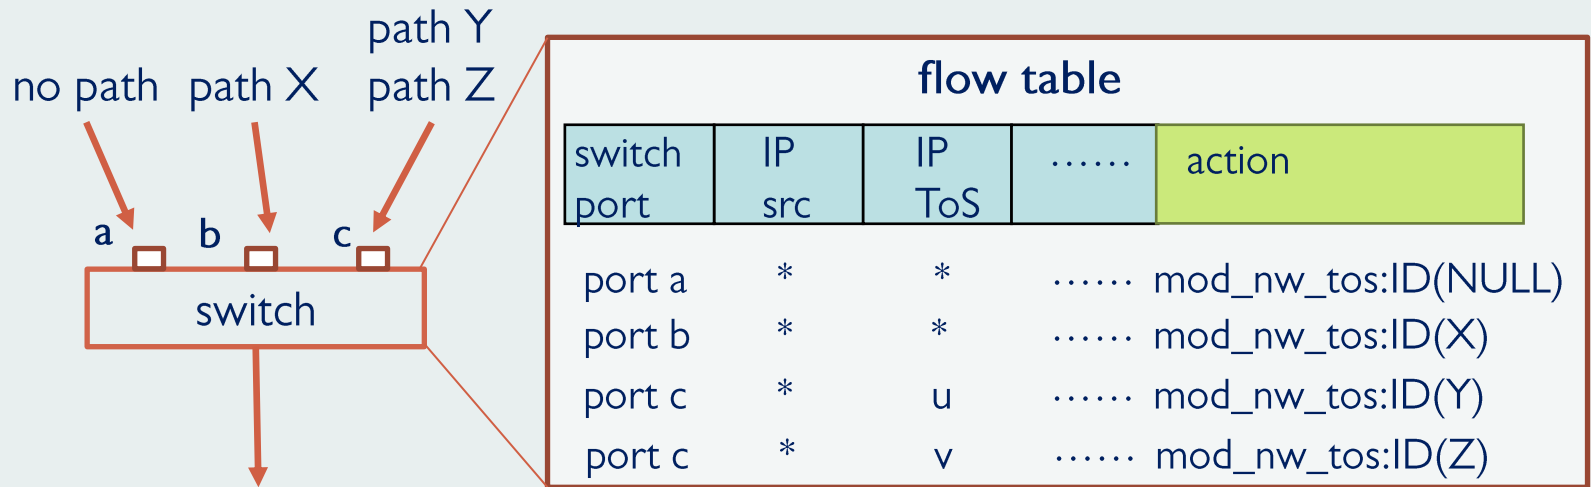 path Y
no path path X path Z
a b c
switch
flow table
switch port IP src IP ToS ...... action
port a * * ...... mod_nw_tos:ID(NULL)
port b * * ...... mod_nw_tos:ID(X)
port c * u ...... mod_nw_tos:ID(Y)
port c * v ...... mod_nw_tos:ID(Z)